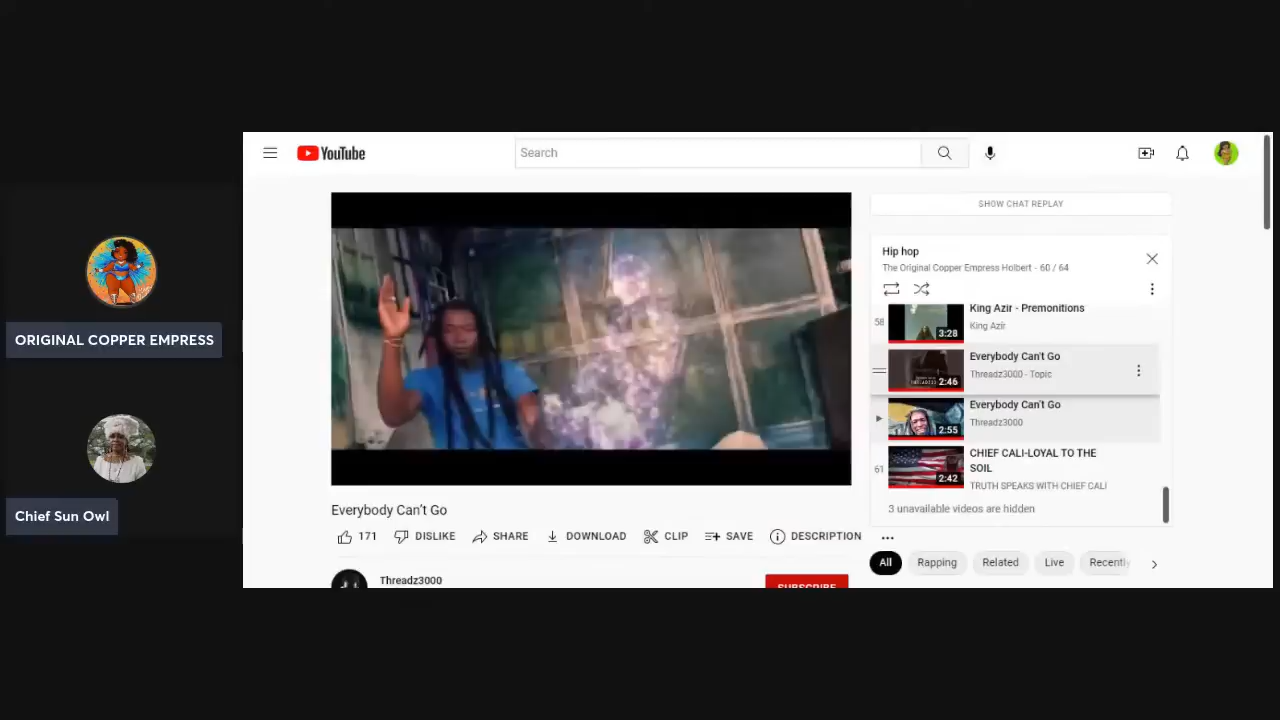 YouTube
Search
SHOW CHAT REPLAY
Hip hop
The Original Copper Empress Holbert - 60 / 64
58
King Azir - Premonitions
King Azir
3:28
Everybody Can't Go
Threadz3000 - Topic
2:46
Everybody Can't Go
Threadz3000
2:55
61
CHIEF CALI-LOYAL TO THE
SOIL
TRUTH SPEAKS WITH CHIEF CALI
2:42
3 unavailable videos are hidden
ORIGINAL COPPER EMPRESS
Chief Sun Owl
Everybody Can't Go
171 DISLIKE SHARE DOWNLOAD CLIP SAVE DESCRIPTION
All Rapping Related Live Recently
Threadz3000
SUBSCRIBE